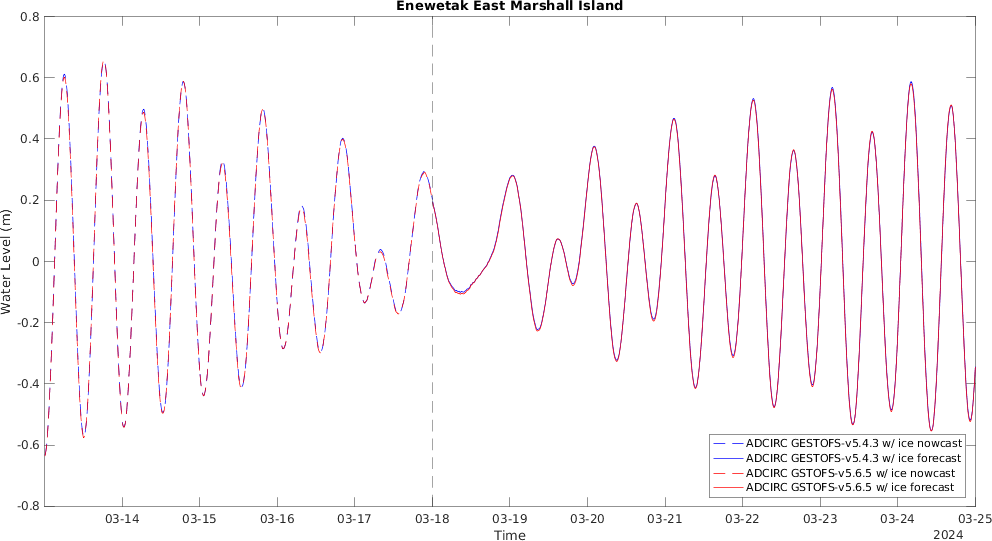 Enewetak East Marshall Island
0.8
0.6
0.4
0.2
0
-0.2
-0.4
-0.6
-0.8
Water Level (m)
ADCIRC GESTOFS-v5.4.3 w/ ice nowcast
ADCIRC GESTOFS-v5.4.3 w/ ice forecast
ADCIRC GSTOFS-v5.6.5 w/ ice nowcast
ADCIRC GSTOFS-v5.6.5 w/ ice forecast
03-14 03-15 03-16 03-17 03-18 03-19 03-20 03-21 03-22 03-23 03-24 03-25
Time
2024